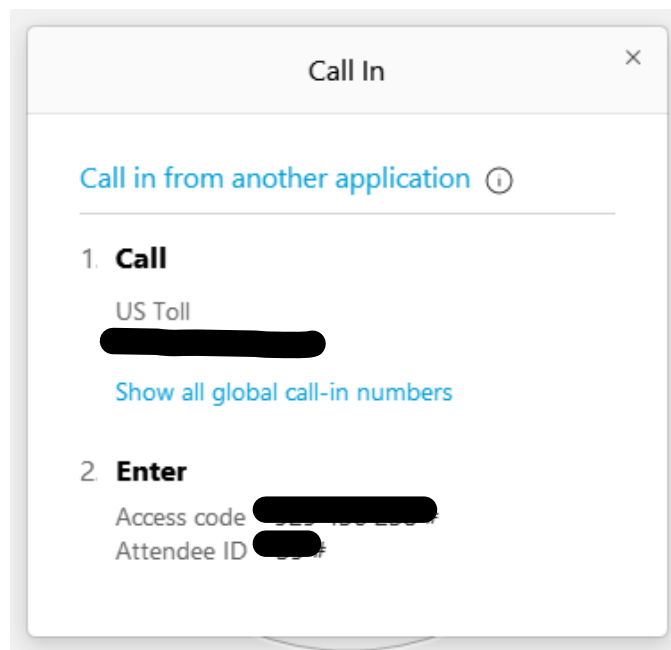 Call In
Call in from another application
1. Call
US Toll
Show all global call-in numbers
2. Enter
Access code #
Attendee ID #